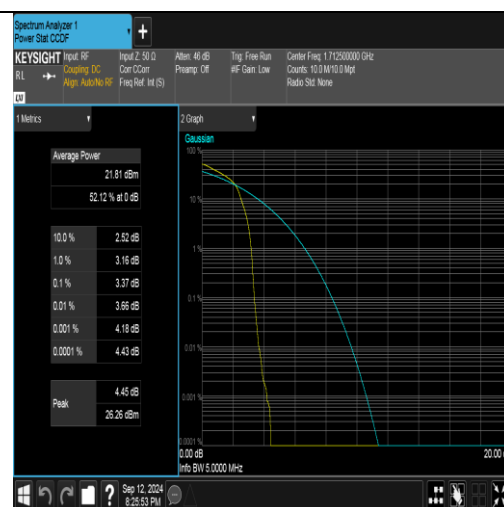 Spectrum Analyzer 1
Power Stat CCDF
+
KEYSIGHT
RL
Input: RF
Coupling: DC
Align: Auto/No RF
Input Z: 50 Ω
Corr CCorr
Freq Ref: Int (S)
Atten: 46 dB
Preamp: Off
Trig: Free Run
#IF Gain: Low
Center Freq: 1.712500000 GHz
Counts: 10.0 M/10.0 Mpt
Radio Std: None
LXI
1 Metrics
Average Power
21.81 dBm
52.12 % at 0 dB
10.0 % 2.52 dB
1.0 % 3.16 dB
0.1 % 3.37 dB
0.01 % 3.66 dB
0.001 % 4.18 dB
0.0001 % 4.43 dB
Peak
4.45 dB
26.26 dBm
2 Graph
Gaussian
100 %
10 %
1 %
0.1 %
0.01 %
0.001 %
0.0001 %
0.00 dB
20.00
Info BW 5.0000 MHz
?
Sep 12, 2024
8:25:53 PM